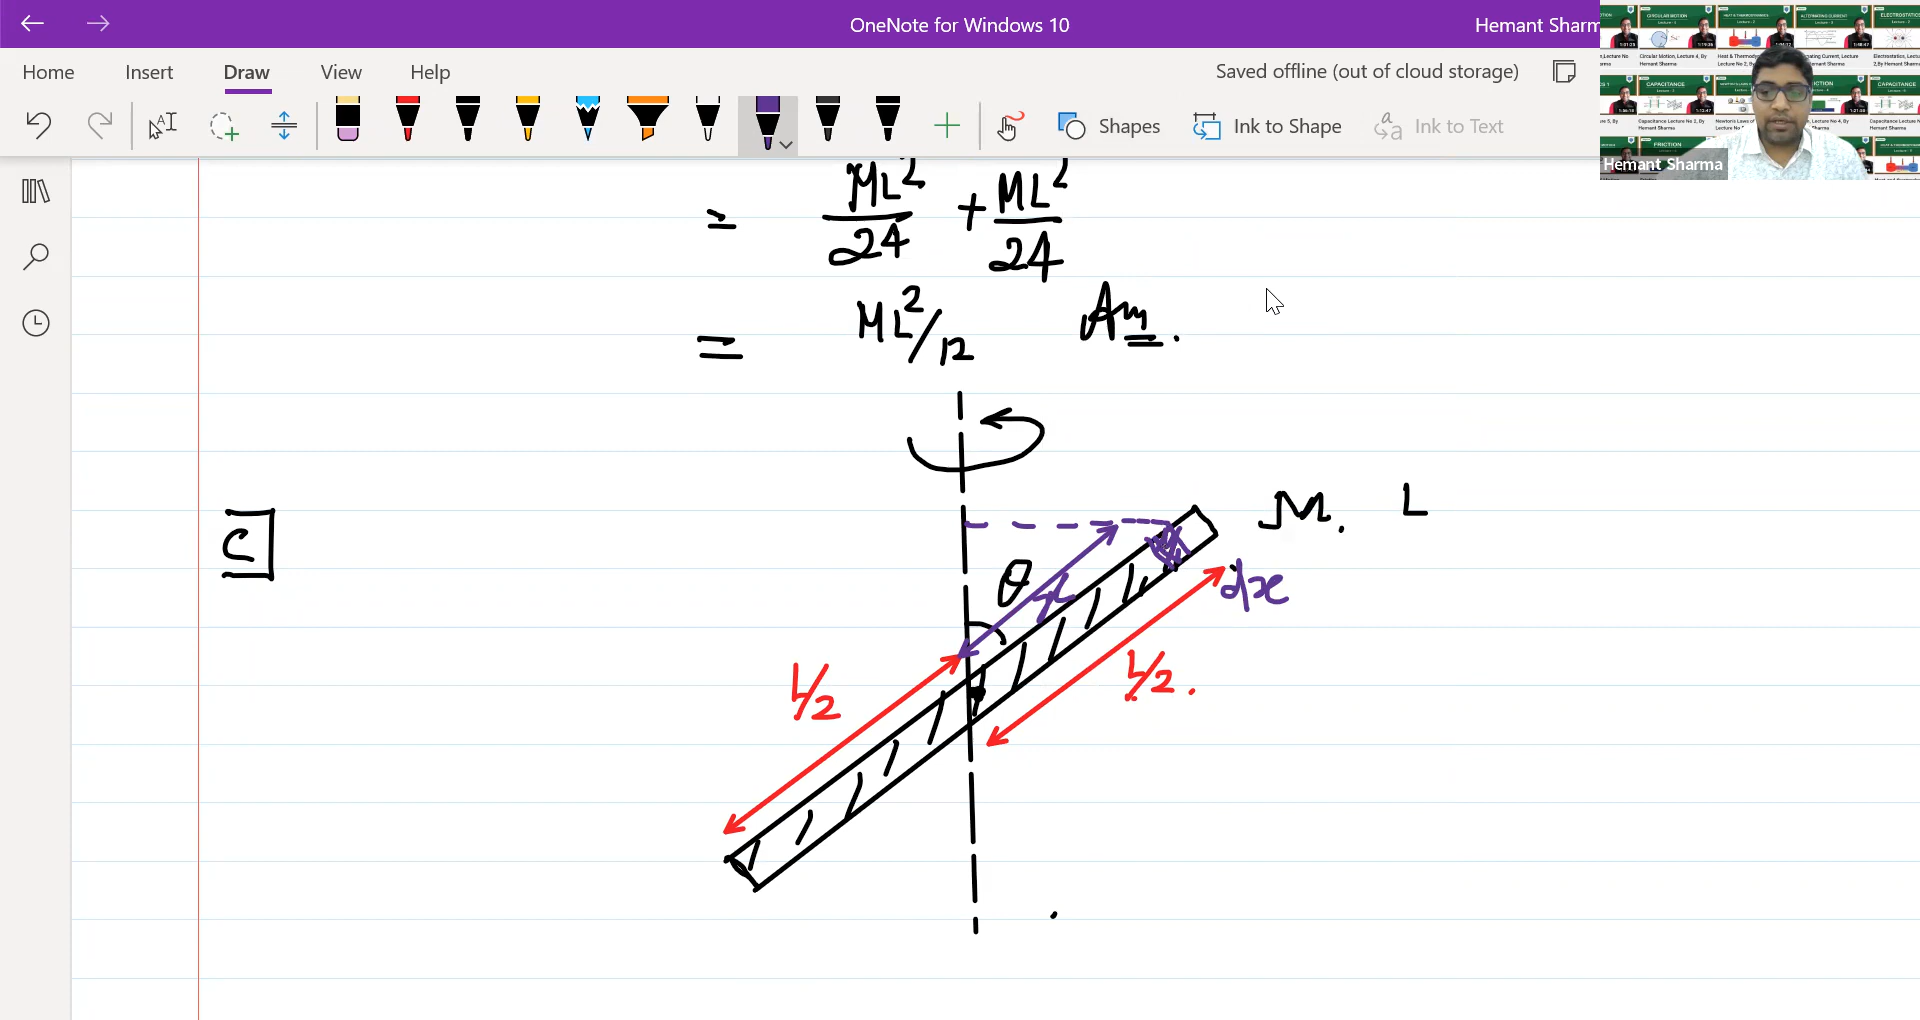 OneNote for Windows 10
Hemant Sharm
Home Insert Draw View Help
Saved offline (out of cloud storage)
Shapes Ink to Shape Ink to Text
Hemant Sharma
= ML²/24 + ML²/24
= ML²/12 Ans.
C
M, L
θ
x
dx
L/2
L/2.